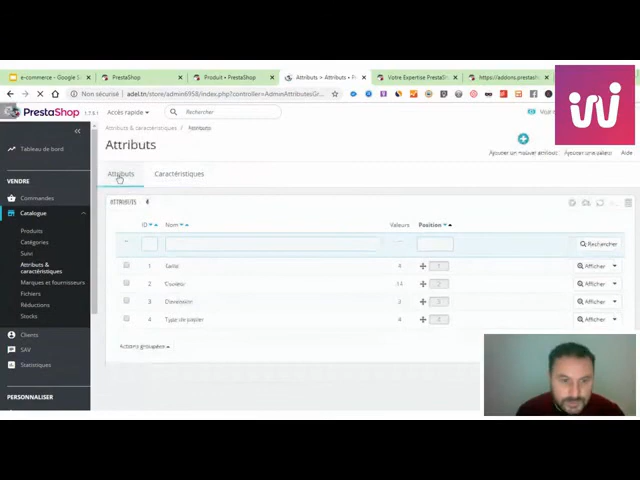 e-commerce - Google S
PrestaShop
Produit • PrestaShop
Attributs > Attributs • P
Votre Expertise PrestaS
https://addons.prestash
Non sécurisé
adel.tn/store/admin6958/index.php?controller=AdminAttributesGr...
PrestaShop
Accès rapide
Rechercher
Attributs & caractéristiques / Attributs
Attributs
Ajouter un nouvel attribut
Ajouter une valeur
Aide
Attributs
Caractéristiques
Tableau de bord
VENDRE
Commandes
Catalogue
Produits
Catégories
Suivi
Attributs &
caractéristiques
Marques et fournisseurs
Fichiers
Réductions
Stocks
Clients
SAV
Statistiques
PERSONNALISER
ATTRIBUTS 4
ID Nom Valeurs Position
Rechercher
1 Taille 4 1 Afficher
2 Couleur 14 2 Afficher
3 Dimension 3 3 Afficher
4 Type de papier 4 Afficher
Actions groupées